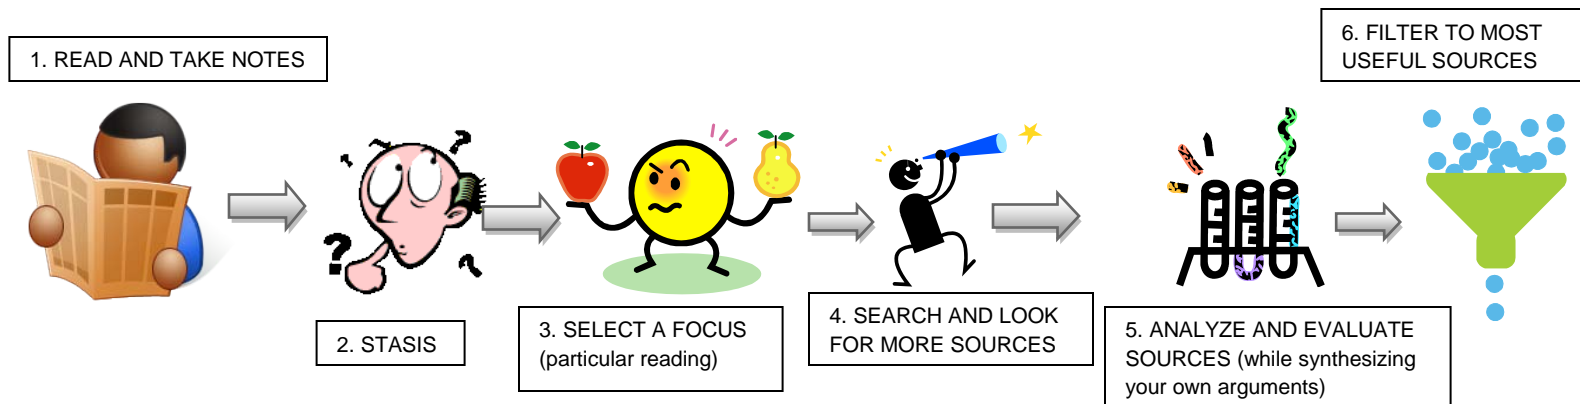 1. READ AND TAKE NOTES
2. STASIS
3. SELECT A FOCUS
(particular reading)
4. SEARCH AND LOOK
FOR MORE SOURCES
5. ANALYZE AND EVALUATE
SOURCES (while synthesizing
your own arguments)
6. FILTER TO MOST
USEFUL SOURCES